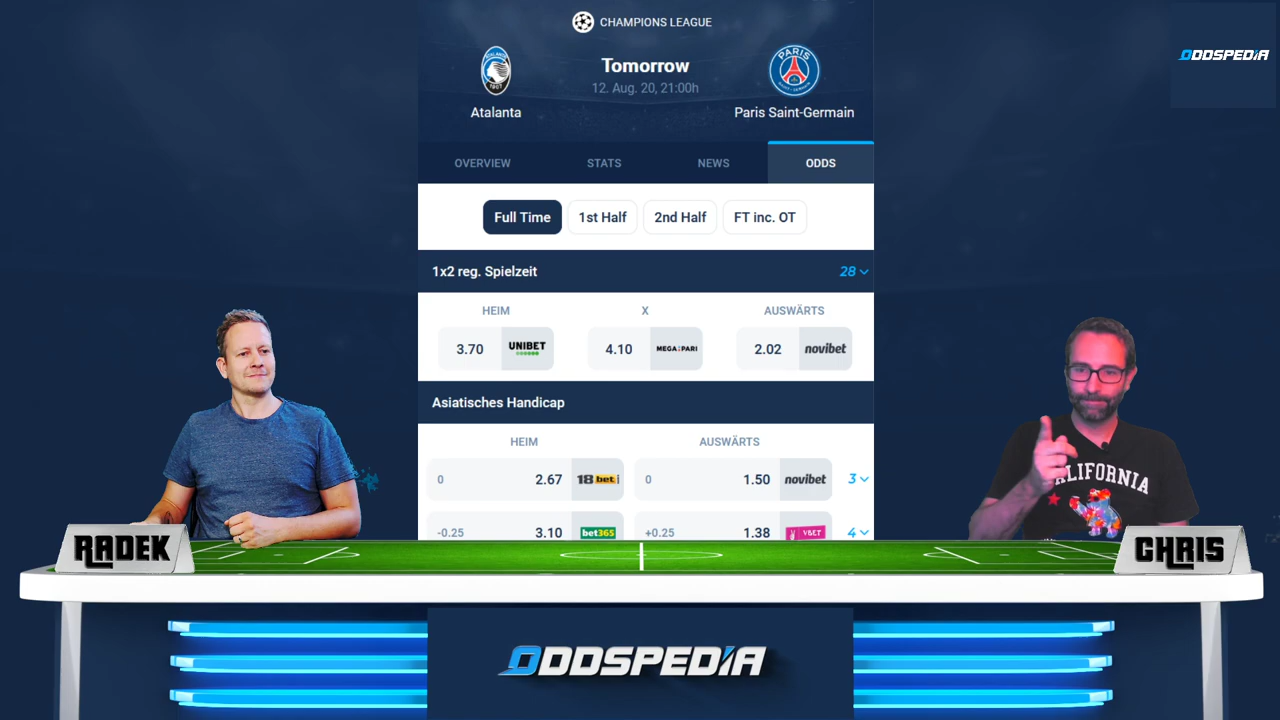 CHAMPIONS LEAGUE
ODDSPEDIA
Tomorrow
12. Aug. 20, 21:00h
Atalanta
Paris Saint-Germain
PARIS
OVERVIEW STATS NEWS ODDS
Full Time 1st Half 2nd Half FT inc. OT
1x2 reg. Spielzeit 28
HEIM X AUSWÄRTS
3.70 UNIBET 4.10 MEGAPARI 2.02 novibet
Asiatisches Handicap
HEIM AUSWÄRTS
0 2.67 18bet 0 1.50 novibet 3
-0.25 3.10 bet365 +0.25 1.38 VBET 4
CALIFORNIA
RADEK
CHRIS
ODDSPEDIA